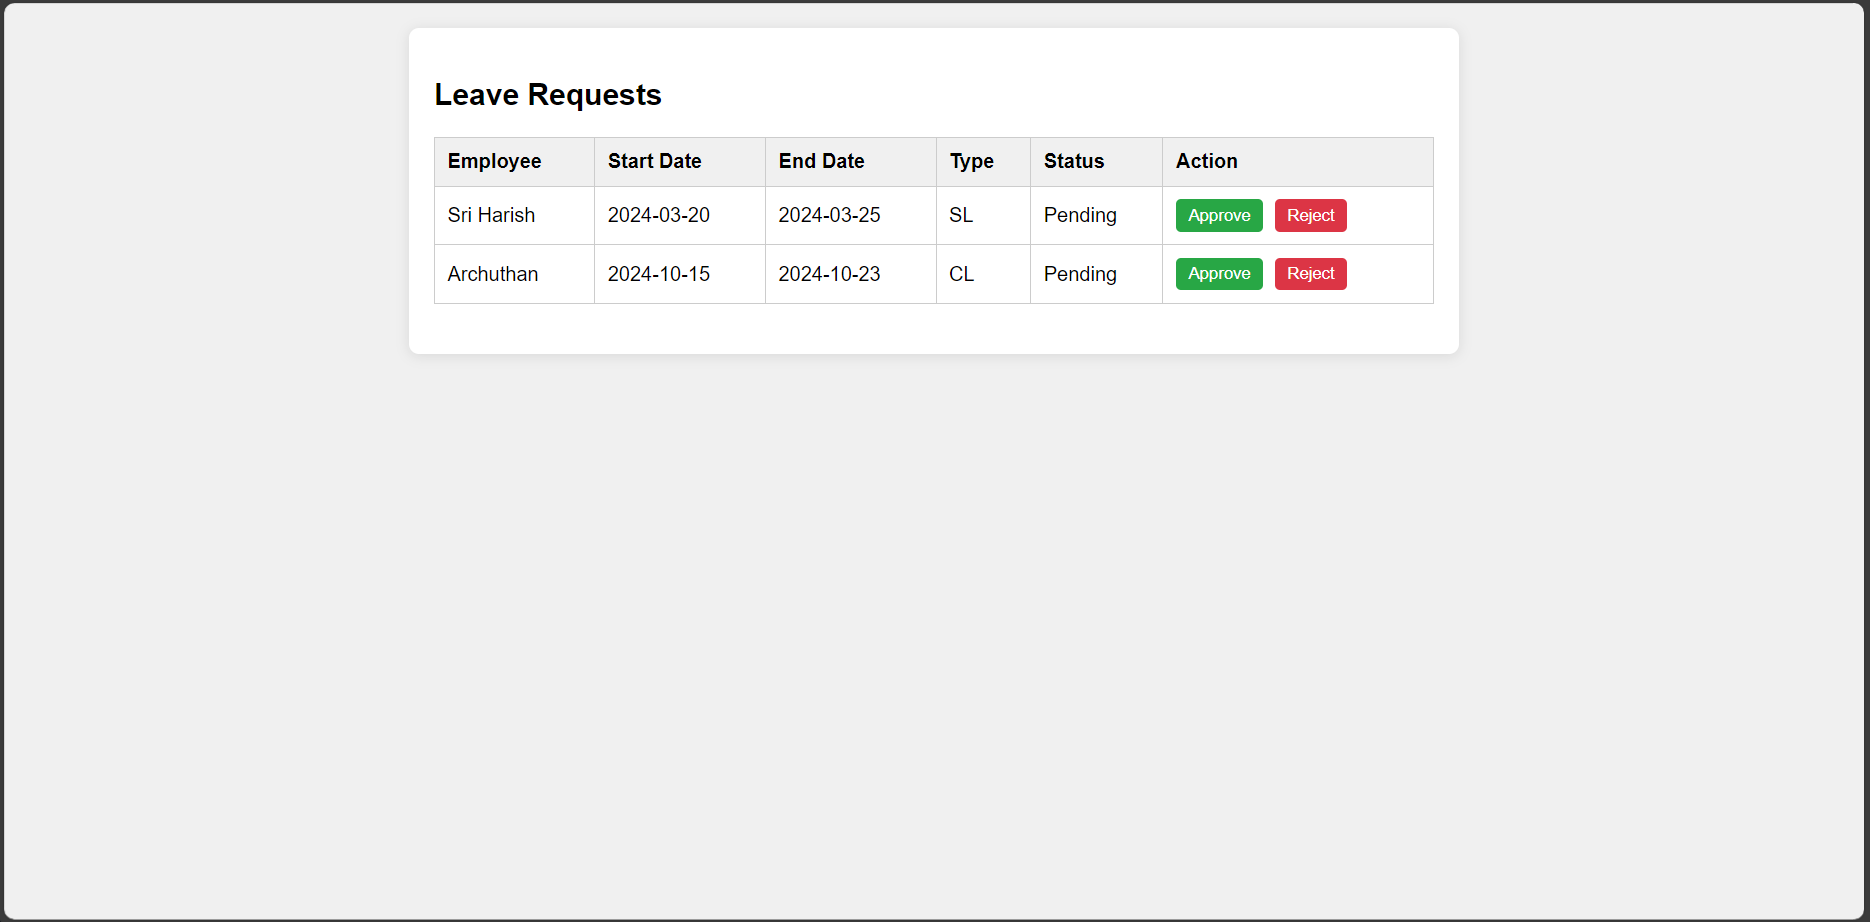 Leave Requests
Employee Start Date End Date Type Status Action
Sri Harish 2024-03-20 2024-03-25 SL Pending Approve Reject
Archuthan 2024-10-15 2024-10-23 CL Pending Approve Reject